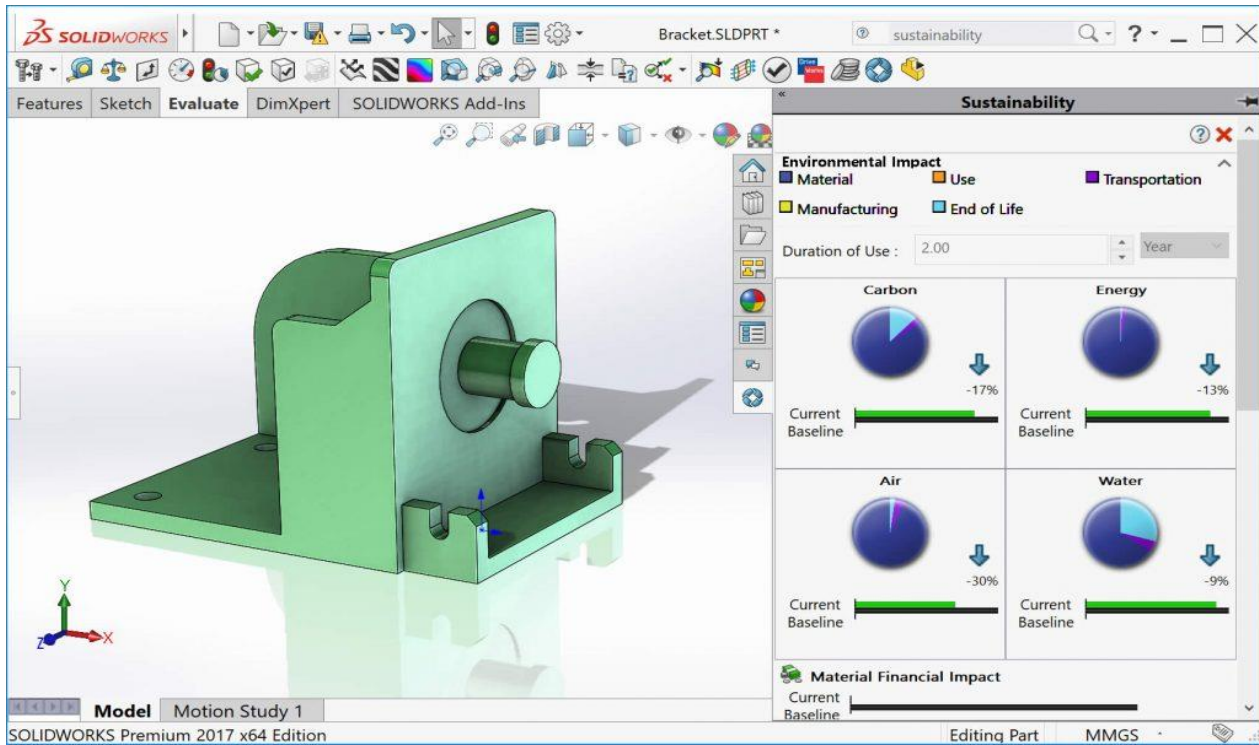 SOLIDWORKS
Bracket.SLDPRT *
sustainability
?
Features Sketch Evaluate DimXpert SOLIDWORKS Add-Ins
Sustainability
Environmental Impact
Material Use Transportation
Manufacturing End of Life
Duration of Use : 2.00 Year
Carbon Energy
-17% -13%
Current Current
Baseline Baseline
Air Water
-30% -9%
Current Current
Baseline Baseline
Material Financial Impact
Current
Baseline
Y
Z X
Model Motion Study 1
SOLIDWORKS Premium 2017 x64 Edition Editing Part MMGS